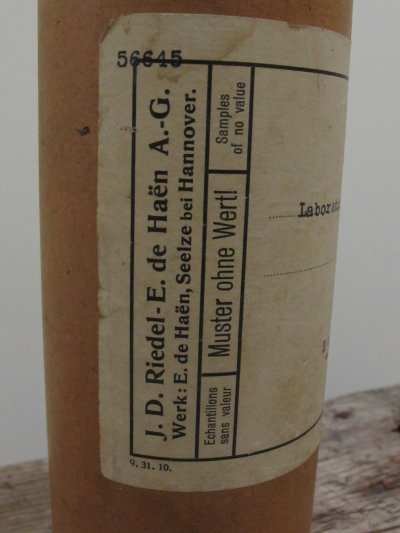 56645
J. D. Riedel-E. de Haën A.-G.
Werk: E. de Haën, Seelze bei Hannover.
Echantillons
sans valeur
Muster ohne Wert!
Samples
of no value
9. 31. 10.